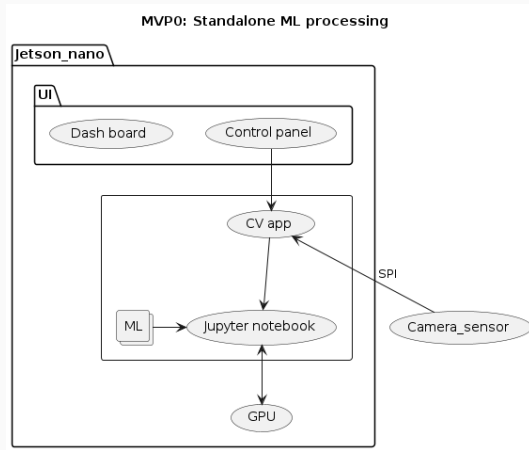 MVP0: Standalone ML processing
Jetson_nano
UI
Dash board
Control panel
CV app
SPI
ML
Jupyter notebook
Camera_sensor
GPU